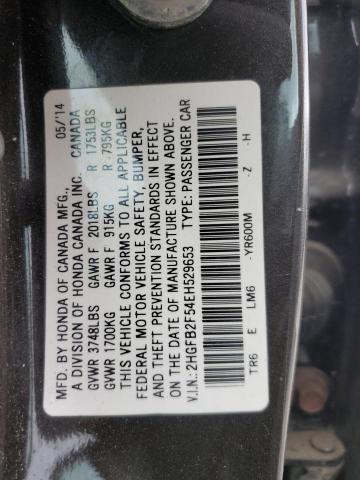 MFD. BY HONDA OF CANADA MFG., 05/'14
A DIVISION OF HONDA CANADA INC. CANADA
GVWR 3748LBS GAWR F 2018LBS R 1753LBS
GVWR 1700KG GAWR F 915KG R 795KG
THIS VEHICLE CONFORMS TO ALL APPLICABLE
FEDERAL MOTOR VEHICLE SAFETY, BUMPER,
AND THEFT PREVENTION STANDARDS IN EFFECT
ON THE DATE OF MANUFACTURE SHOWN ABOVE.
V.I.N.: 2HGFB2F54EH529653 TYPE: PASSENGER CAR
TR6 E LM6 -YR600M -Z -H